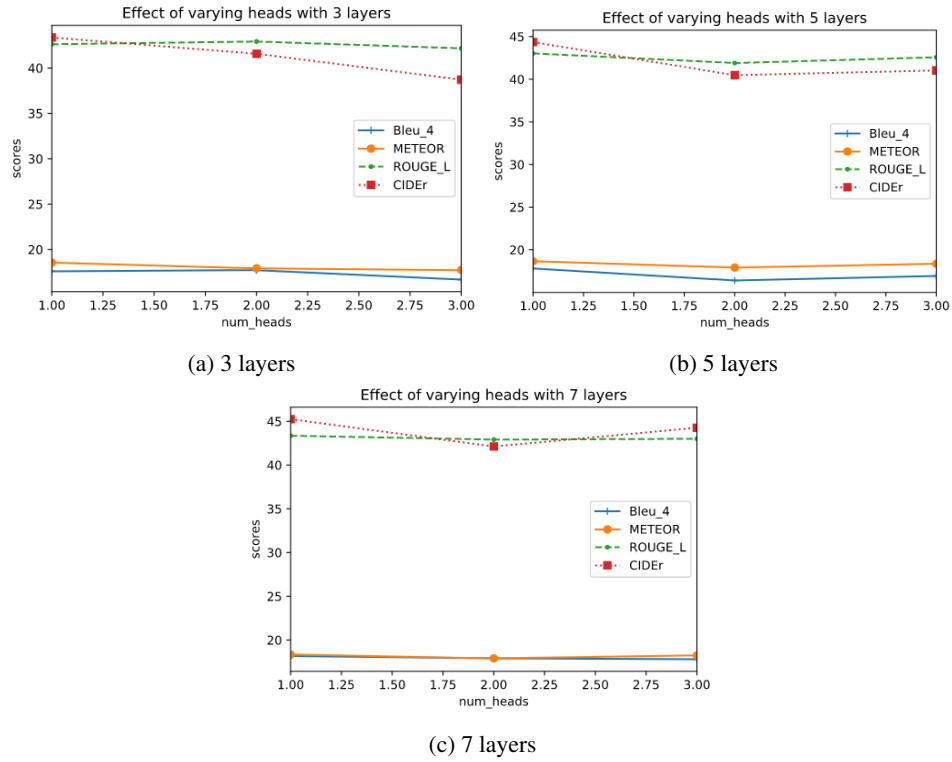 Effect of varying heads with 3 layers
scores
40
35
30
25
20
Bleu_4
METEOR
ROUGE_L
CIDEr
1.00 1.25 1.50 1.75 2.00 2.25 2.50 2.75 3.00
num_heads
(a) 3 layers
Effect of varying heads with 5 layers
scores
45
40
35
30
25
20
15
Bleu_4
METEOR
ROUGE_L
CIDEr
1.00 1.25 1.50 1.75 2.00 2.25 2.50 2.75 3.00
num_heads
(b) 5 layers
Effect of varying heads with 7 layers
scores
45
40
35
30
25
20
Bleu_4
METEOR
ROUGE_L
CIDEr
1.00 1.25 1.50 1.75 2.00 2.25 2.50 2.75 3.00
num_heads
(c) 7 layers